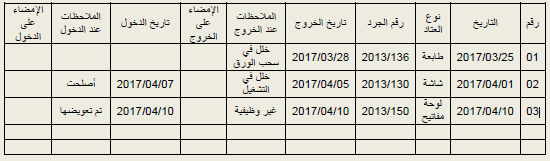 رقم | التاريخ | نوع العتاد | رقم الجرد | تاريخ الخروج | الملاحظات عند الخروج | الإمضاء على الخروج | تاريخ الدخول | الملاحظات عند الدخول | الإمضاء على الدخول
01 | 2017/03/25 | طابعة | 2013/136 | 2017/03/28 | خلل في سحب الورق
02 | 2017/04/01 | شاشة | 2013/130 | 2017/04/05 | خلل في التشغيل | 2017/04/07 | أصلحت
03 | 2017/04/10 | لوحة مفاتيح | 2013/150 | 2017/04/10 | غير وظيفية | 2017/04/10 | تم تعويضها